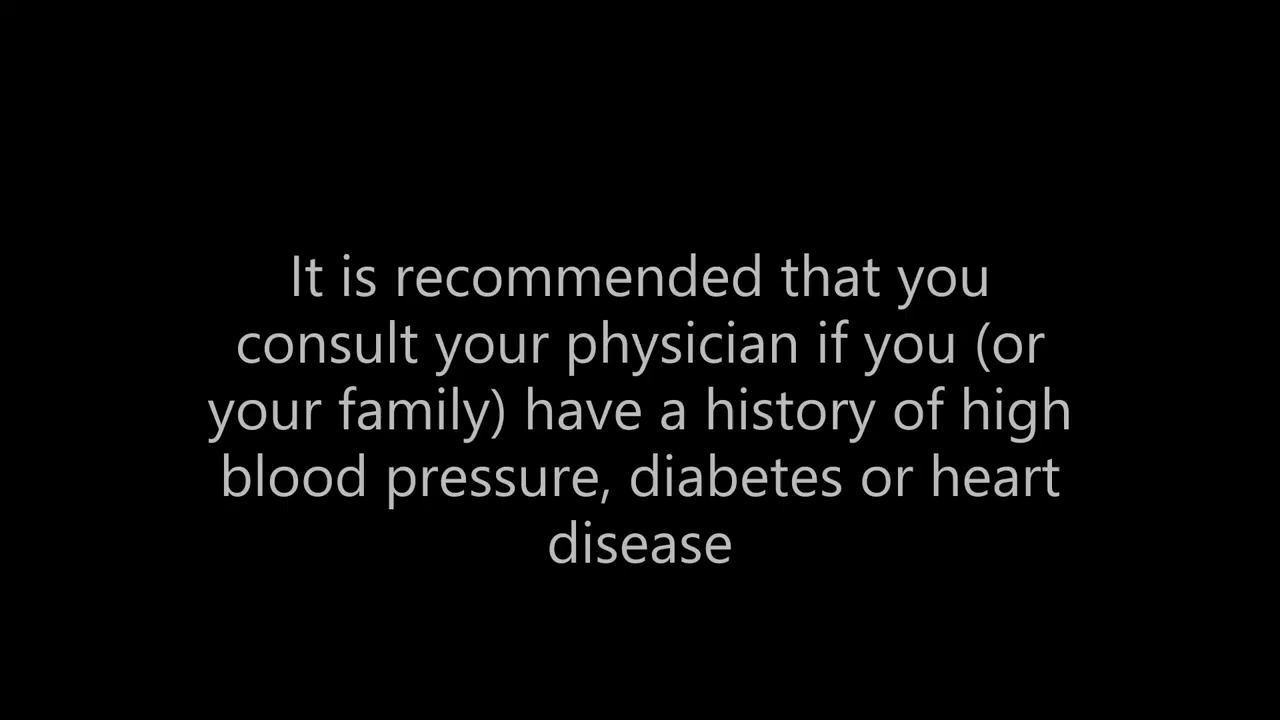 It is recommended that you
consult your physician if you (or
your family) have a history of high
blood pressure, diabetes or heart
disease